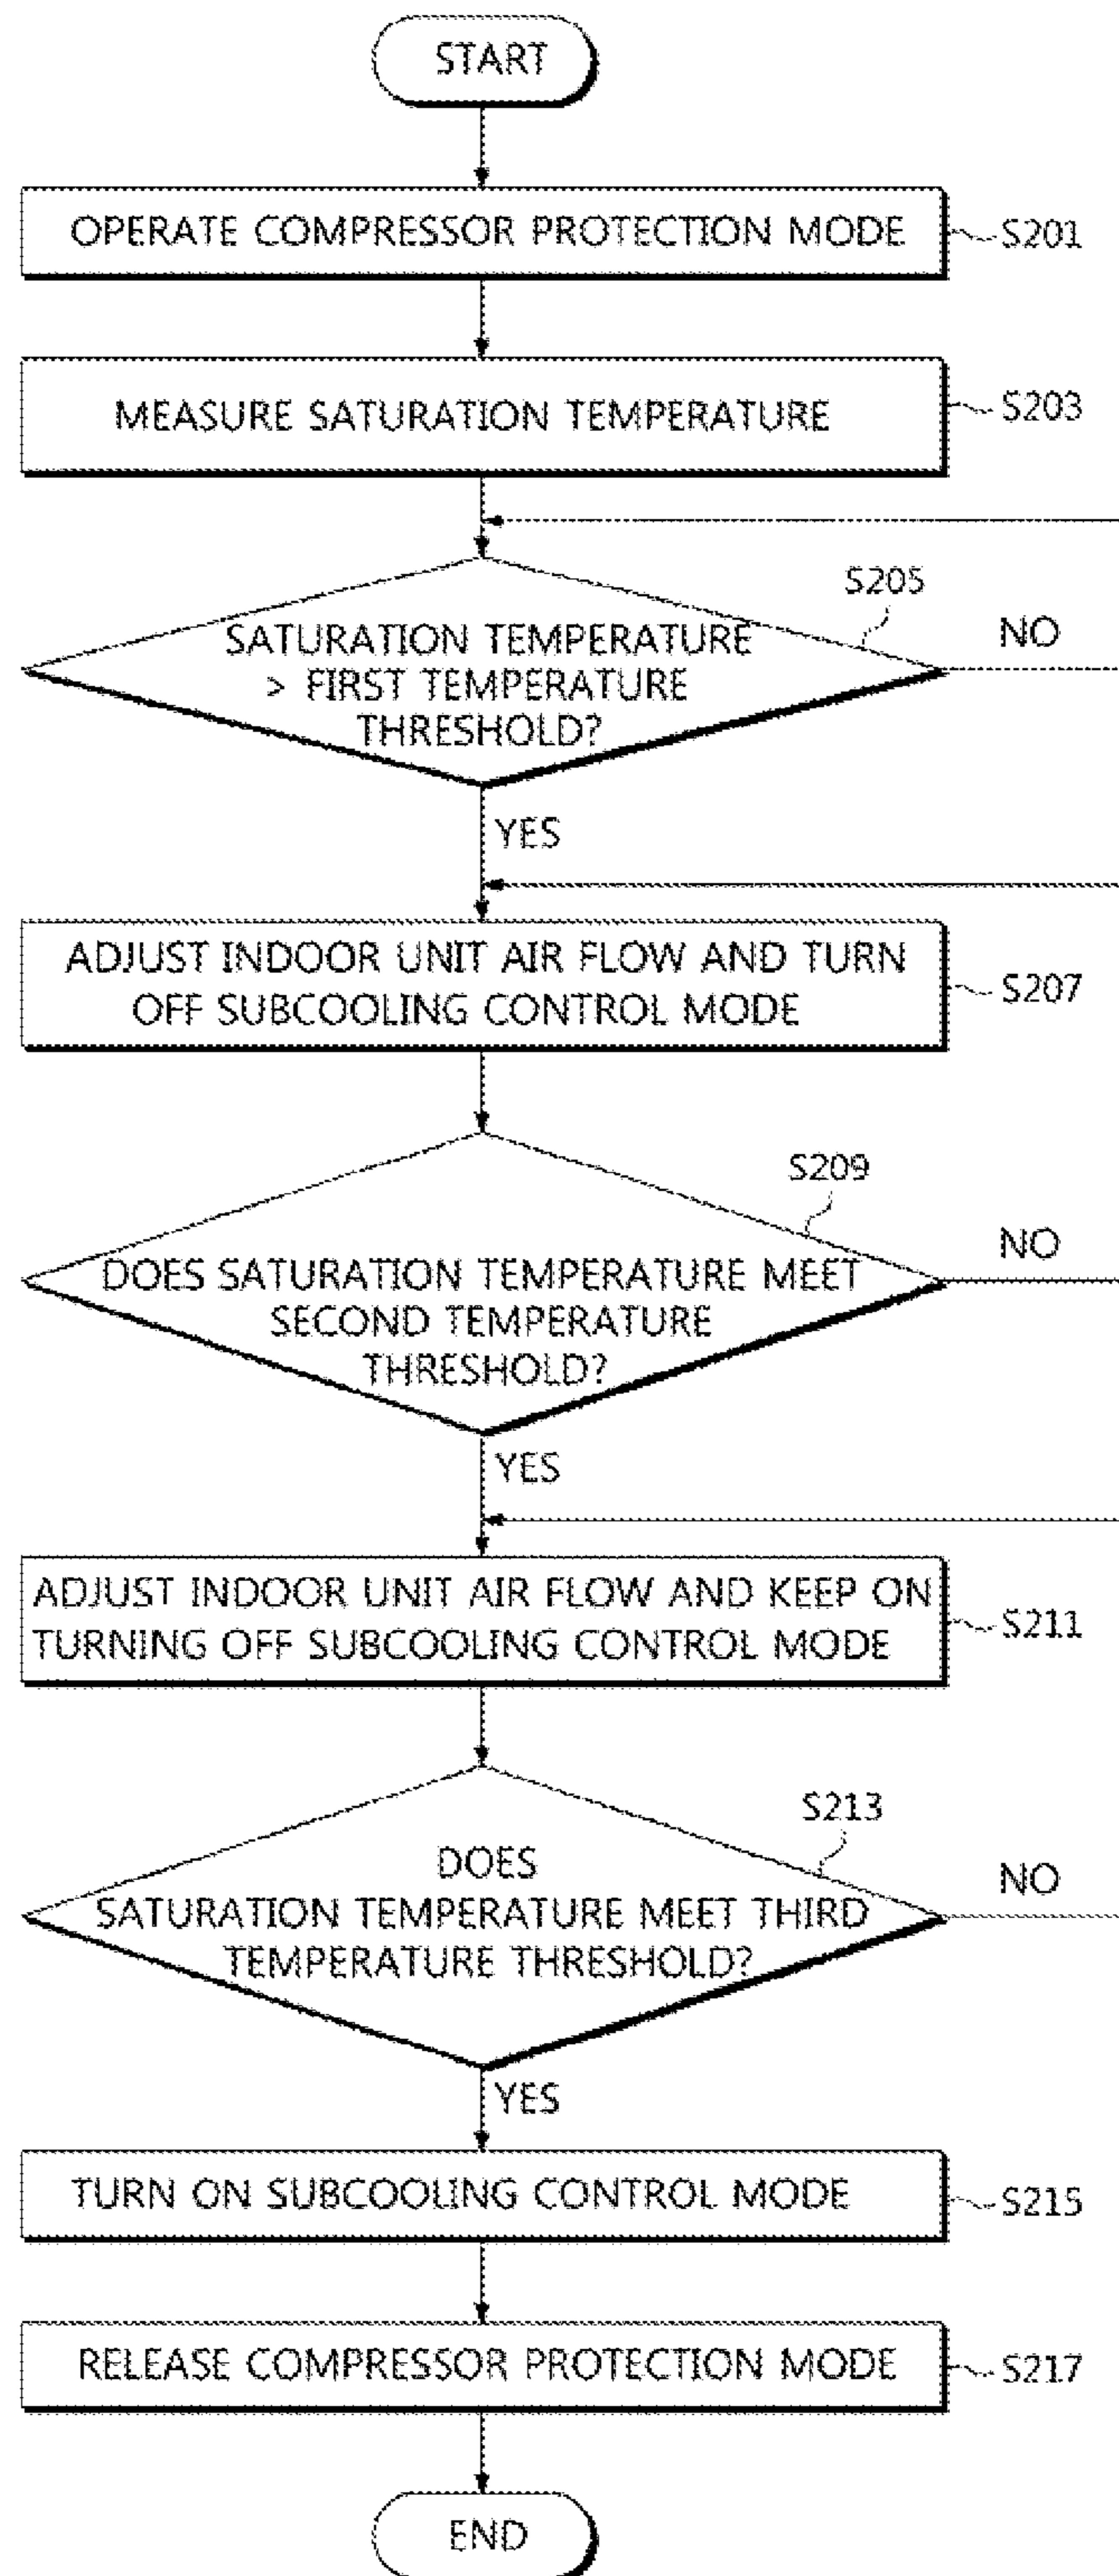 START
OPERATE COMPRESSOR PROTECTION MODE
S201
MEASURE SATURATION TEMPERATURE
S203
S205
SATURATION TEMPERATURE
> FIRST TEMPERATURE
THRESHOLD?
NO
YES
ADJUST INDOOR UNIT AIR FLOW AND TURN
OFF SUBCOOLING CONTROL MODE
S207
S209
DOES SATURATION TEMPERATURE MEET
SECOND TEMPERATURE
THRESHOLD?
NO
YES
ADJUST INDOOR UNIT AIR FLOW AND KEEP ON
TURNING OFF SUBCOOLING CONTROL MODE
S211
S213
DOES
SATURATION TEMPERATURE MEET THIRD
TEMPERATURE THRESHOLD?
NO
YES
TURN ON SUBCOOLING CONTROL MODE
S215
RELEASE COMPRESSOR PROTECTION MODE
S217
END